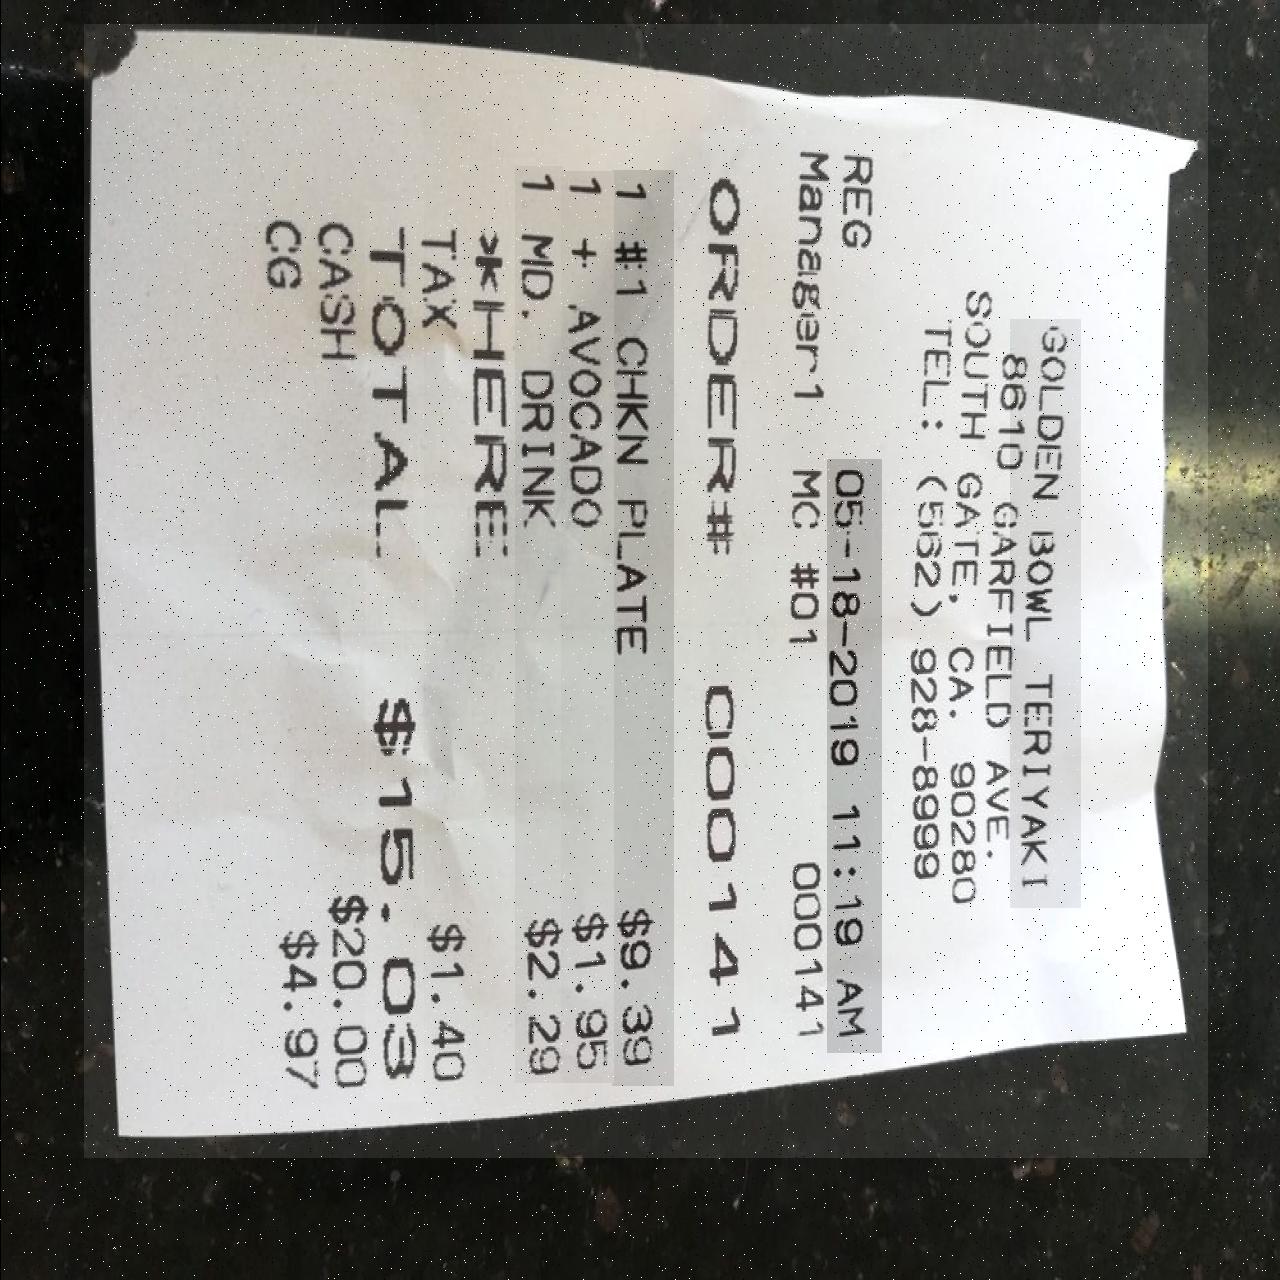 GOLDEN BOWL TERIYAKI
8610 GARFIELD AVE.
SOUTH GATE, CA. 90280
TEL: (562) 928-8999
REG 05-18-2019 11:19 AM
Manager1 MC #01 000141
ORDER# C00141
1 #1 CHKN PLATE $9.39
1 + AVOCADO $1.95
1 MD. DRINK $2.29
*HERE
TAX $1.40
TOTAL $15.03
CASH $20.00
CG $4.97